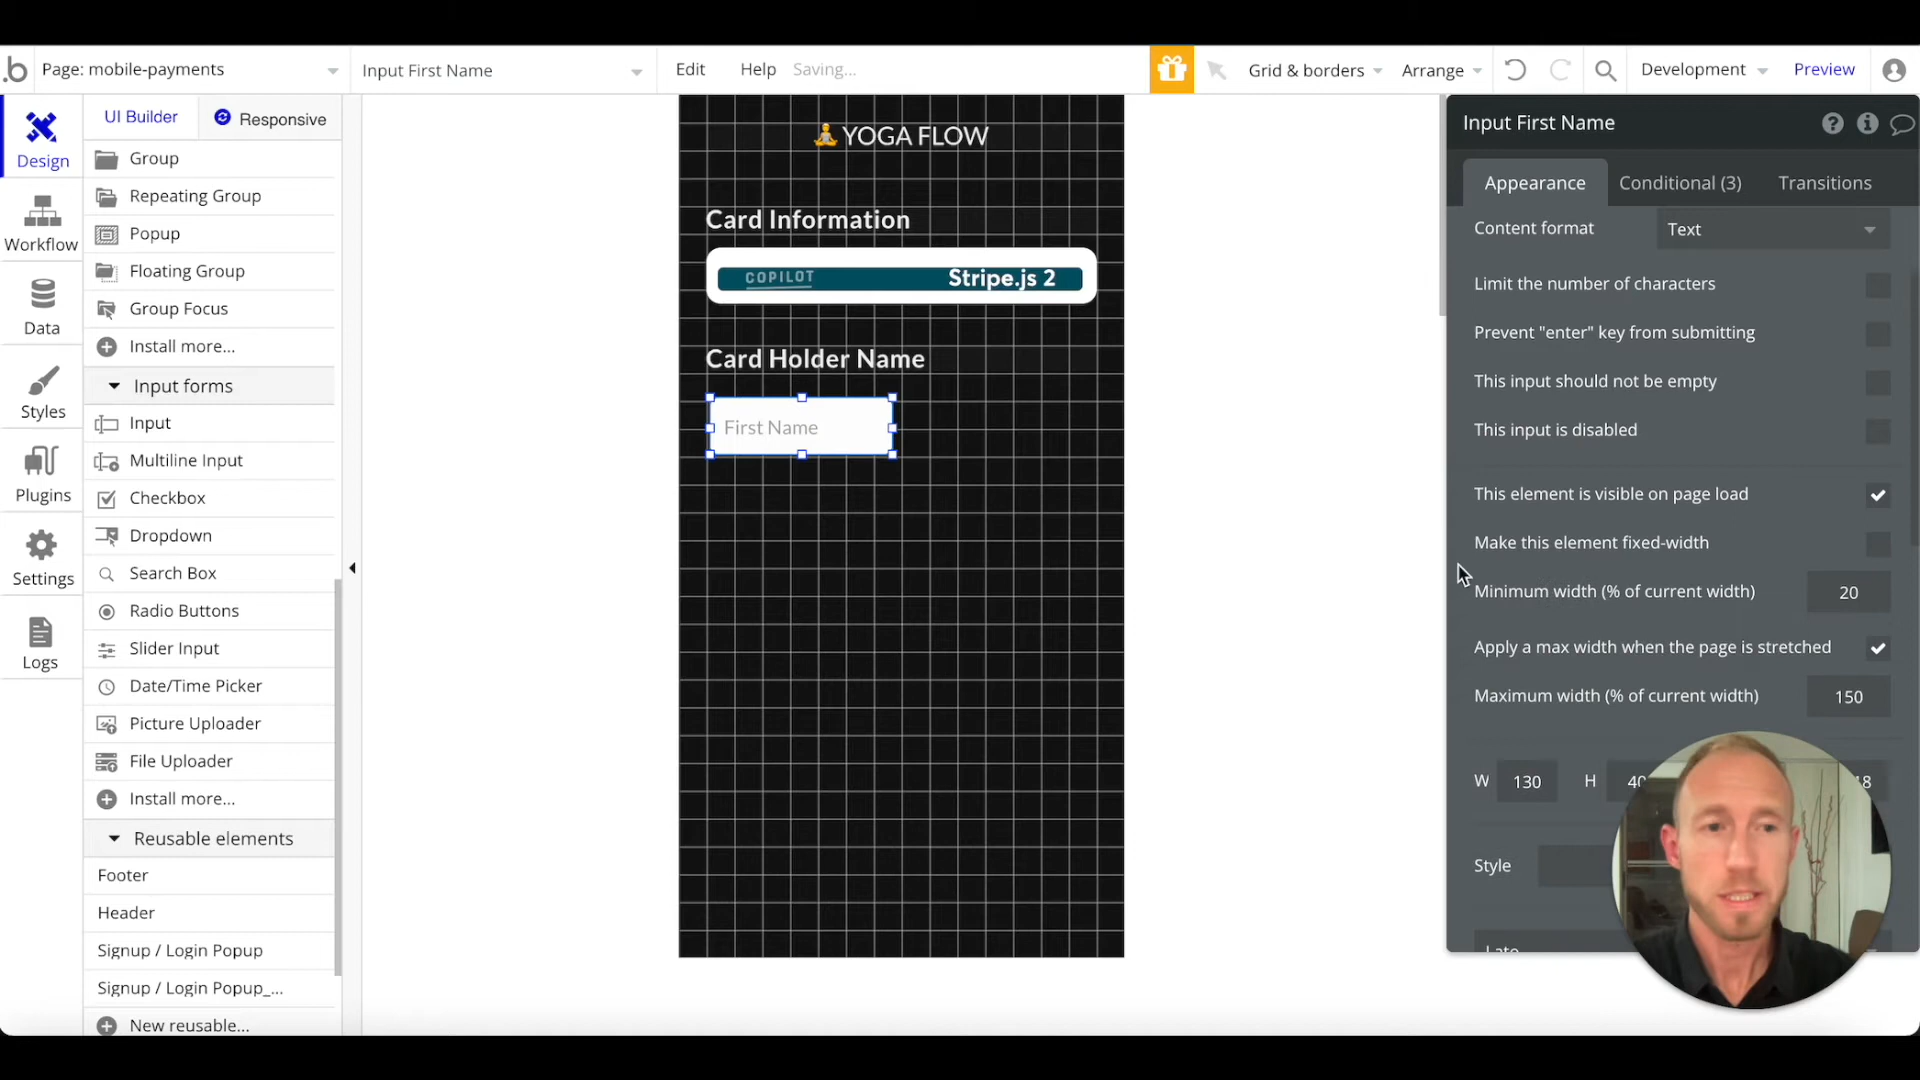 .b
Page: mobile-payments
Input First Name
Edit
Help
Saving...
Grid & borders
Arrange
Development
Preview
Design
Workflow
Data
Styles
Plugins
Settings
Logs
UI Builder
Responsive
Group
Repeating Group
Popup
Floating Group
Group Focus
Install more...
Input forms
Input
Multiline Input
Checkbox
Dropdown
Search Box
Radio Buttons
Slider Input
Date/Time Picker
Picture Uploader
File Uploader
Install more...
Reusable elements
Footer
Header
Signup / Login Popup
Signup / Login Popup_...
New reusable...
YOGA FLOW
Card Information
COPILOT
Stripe.js 2
Card Holder Name
First Name
Input First Name
Appearance
Conditional (3)
Transitions
Content format
Text
Limit the number of characters
Prevent "enter" key from submitting
This input should not be empty
This input is disabled
This element is visible on page load
Make this element fixed-width
Minimum width (% of current width)
20
Apply a max width when the page is stretched
Maximum width (% of current width)
150
W 130 H 40
Style
Lato